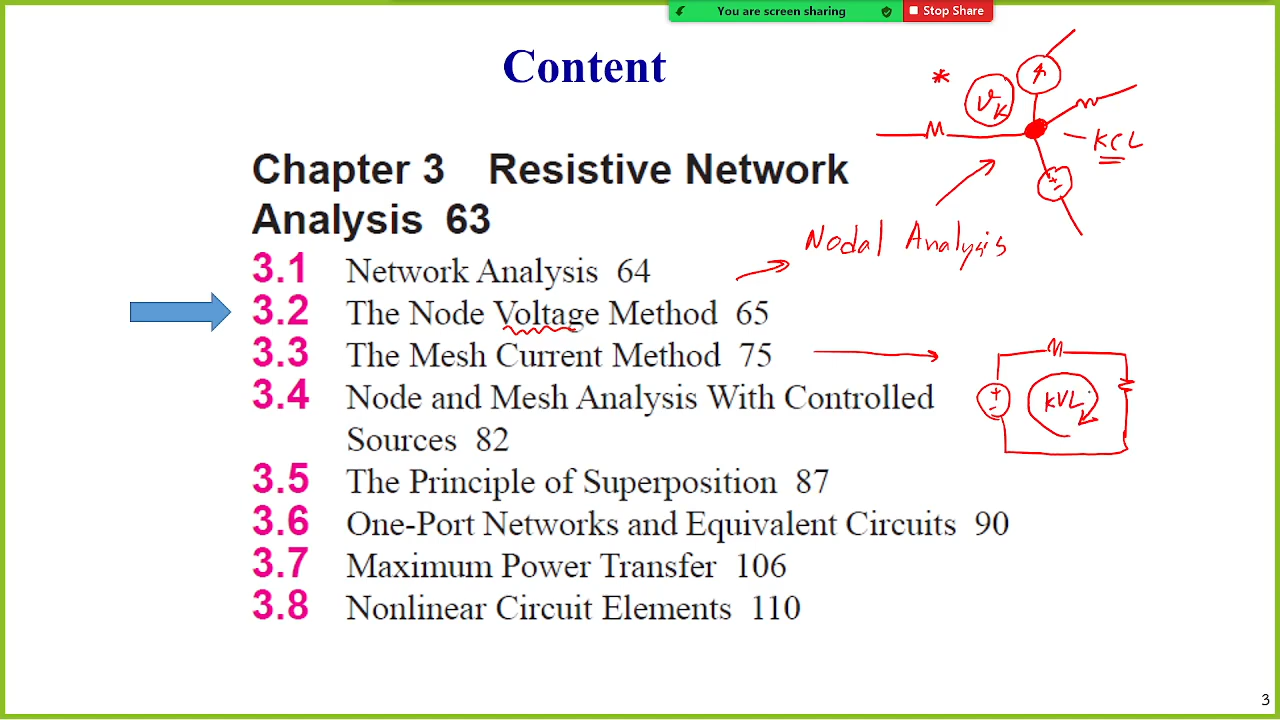 You are screen sharing
Stop Share
Content
*
V_K
KCL
Chapter 3 Resistive Network
Analysis 63
Nodal Analysis
3.1 Network Analysis 64
3.2 The Node Voltage Method 65
3.3 The Mesh Current Method 75
+
-
KVL
3.4 Node and Mesh Analysis With Controlled
Sources 82
3.5 The Principle of Superposition 87
3.6 One-Port Networks and Equivalent Circuits 90
3.7 Maximum Power Transfer 106
3.8 Nonlinear Circuit Elements 110
3